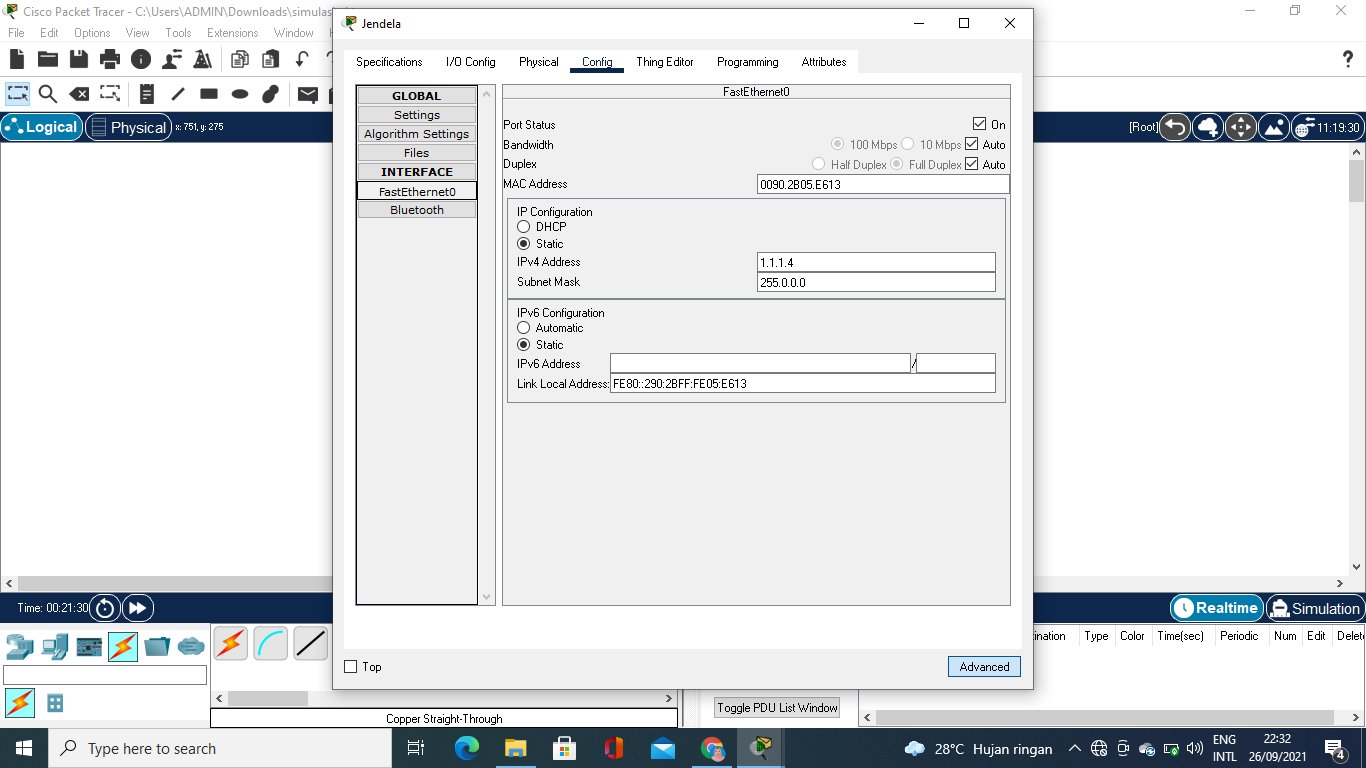 Cisco Packet Tracer - C:\Users\ADMIN\Downloads\simulas
File Edit Options View Tools Extensions Window
Jendela
Specifications I/O Config Physical Config Thing Editor Programming Attributes
Logical Physical x: 751, y: 275
[Root] 11:19:30
GLOBAL
Settings
Algorithm Settings
Files
INTERFACE
FastEthernet0
Bluetooth
FastEthernet0
Port Status On
Bandwidth 100 Mbps 10 Mbps Auto
Duplex Half Duplex Full Duplex Auto
MAC Address 0090.2B05.E613
IP Configuration
DHCP
Static
IPv4 Address 1.1.1.4
Subnet Mask 255.0.0.0
IPv6 Configuration
Automatic
Static
IPv6 Address /
Link Local Address: FE80::290:2BFF:FE05:E613
Top Advanced
Time: 00:21:30
Realtime Simulation
ination Type Color Time(sec) Periodic Num Edit Delet
Toggle PDU List Window
Copper Straight-Through
Type here to search
28°C Hujan ringan
ENG
INTL
22:32
26/09/2021
4